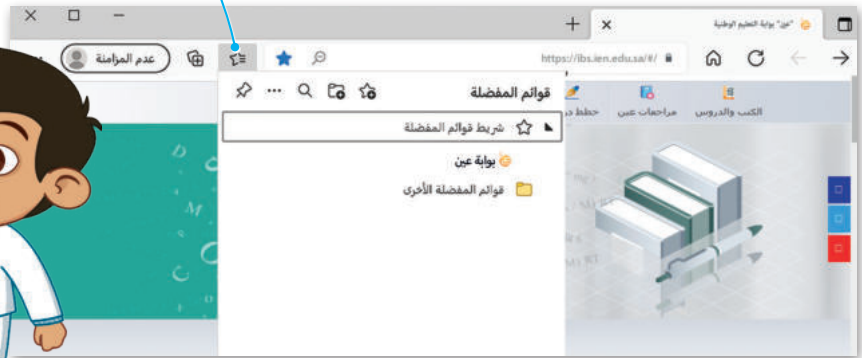 "عين" بوابة التعليم الوطنية
https://ibs.ien.edu.sa/#/
عدم المزامنة
قوائم المفضلة
شريط قوائم المفضلة
بوابة عين
قوائم المفضلة الأخرى
الكتب والدروس
مراجعات عين
خطط در